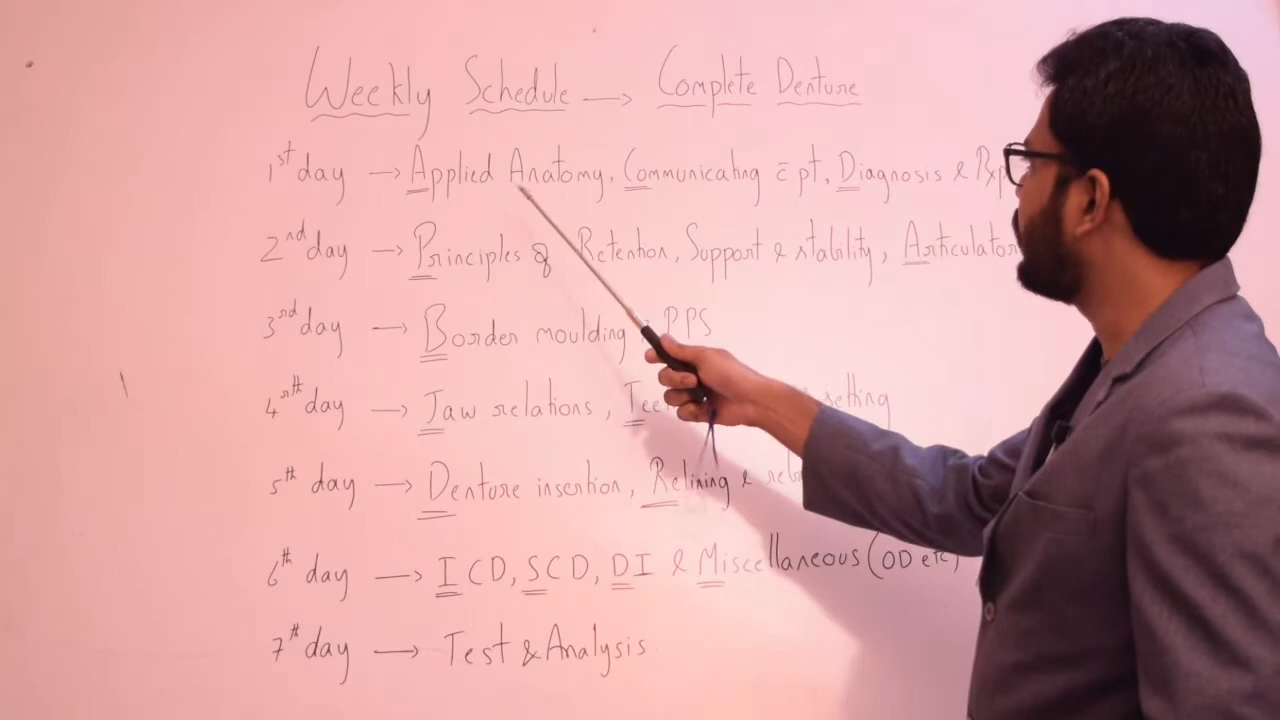 Weekly Schedule → Complete Denture
1st day → Applied Anatomy, Communicating c̄ pt, Diagnosis &
2nd day → Principles of Retention, Support & stability, Articulator
3rd day → Border moulding PPS
4rth day → Jaw relations, setting
5th day → Denture insertion, Relining &
6th day → ICD, SCD, DI & Miscellaneous (OD etc)
7th day → Test & Analysis